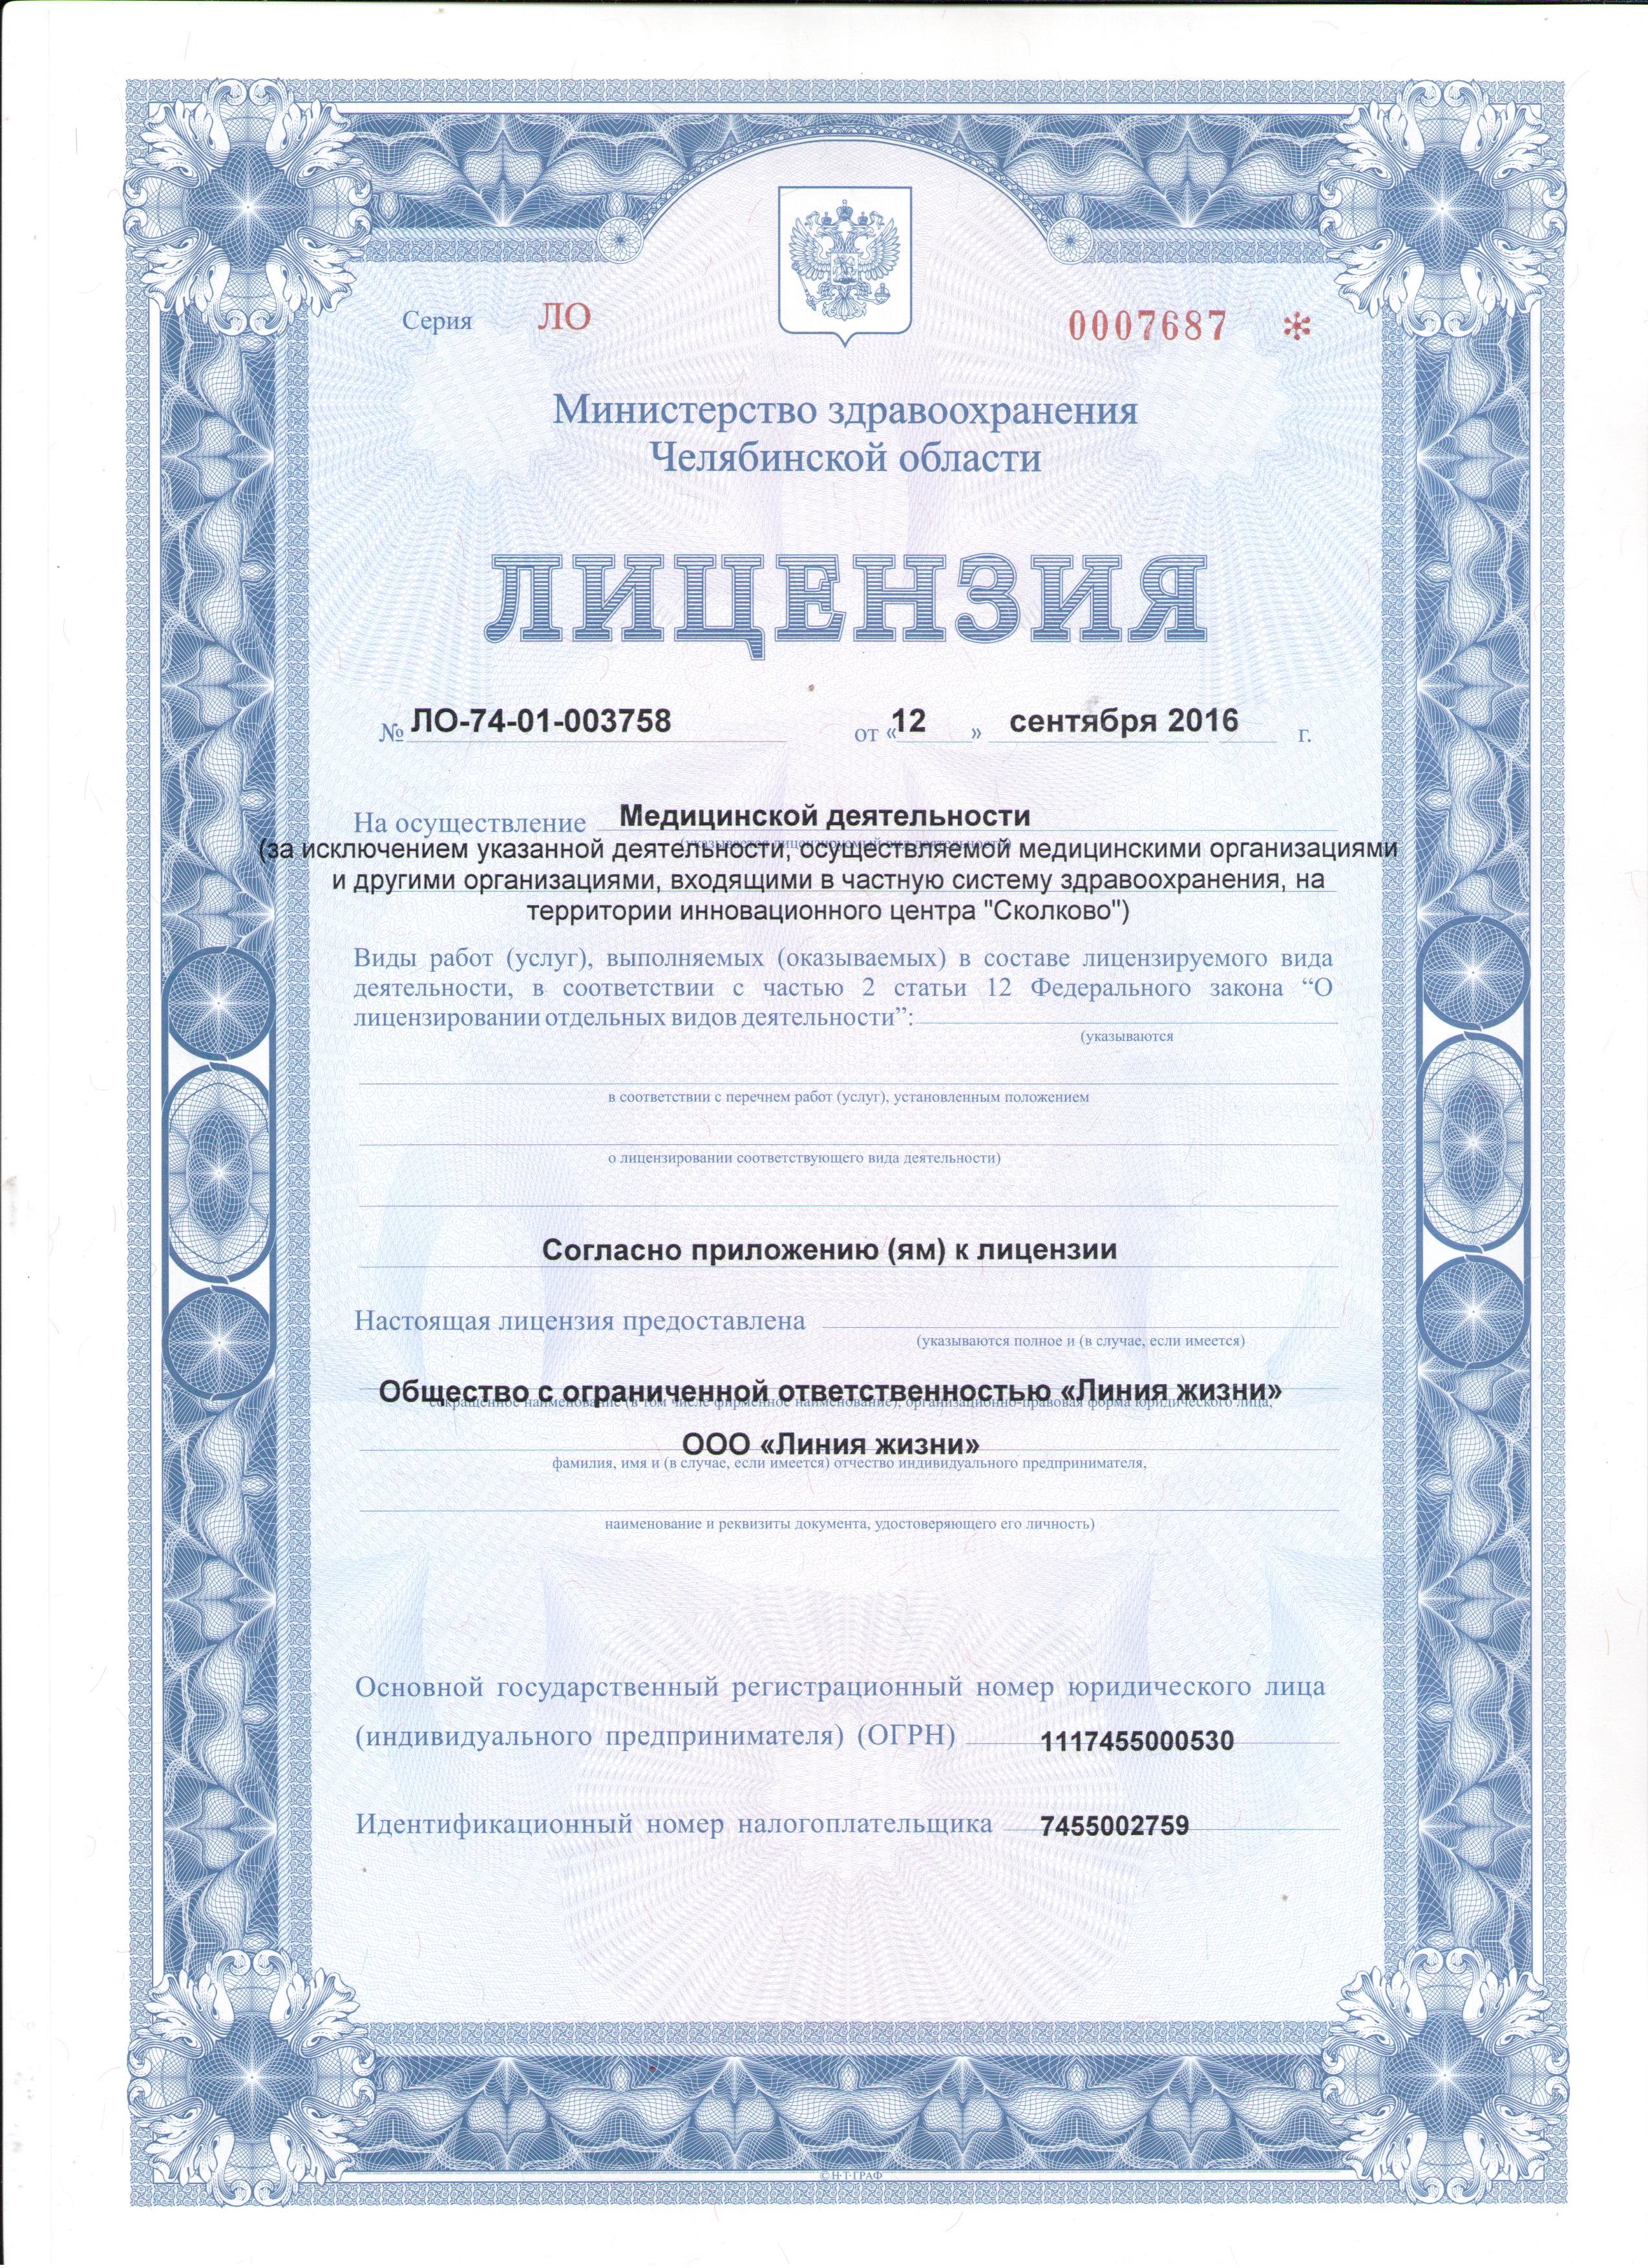 Серия ЛО 0007687 *
Министерство здравоохранения
Челябинской области
ЛИЦЕНЗИЯ
№ ЛО-74-01-003758 от «12» сентября 2016 г.
На осуществление Медицинской деятельности
(указывается лицензируемый вид деятельности)
(за исключением указанной деятельности, осуществляемой медицинскими организациями
и другими организациями, входящими в частную систему здравоохранения, на
территории инновационного центра "Сколково")
Виды работ (услуг), выполняемых (оказываемых) в составе лицензируемого вида
деятельности, в соответствии с частью 2 статьи 12 Федерального закона “О
лицензировании отдельных видов деятельности”:
(указываются
в соответствии с перечнем работ (услуг), установленным положением
о лицензировании соответствующего вида деятельности)
Согласно приложению (ям) к лицензии
Настоящая лицензия предоставлена
(указываются полное и (в случае, если имеется)
Общество с ограниченной ответственностью «Линия жизни»
сокращенное наименование (в том числе фирменное наименование), организационно-правовая форма юридического лица,
ООО «Линия жизни»
фамилия, имя и (в случае, если имеется) отчество индивидуального предпринимателя,
наименование и реквизиты документа, удостоверяющего его личность)
Основной государственный регистрационный номер юридического лица
(индивидуального предпринимателя) (ОГРН) 1117455000530
Идентификационный номер налогоплательщика 7455002759
© Н·Т·ГРАФ